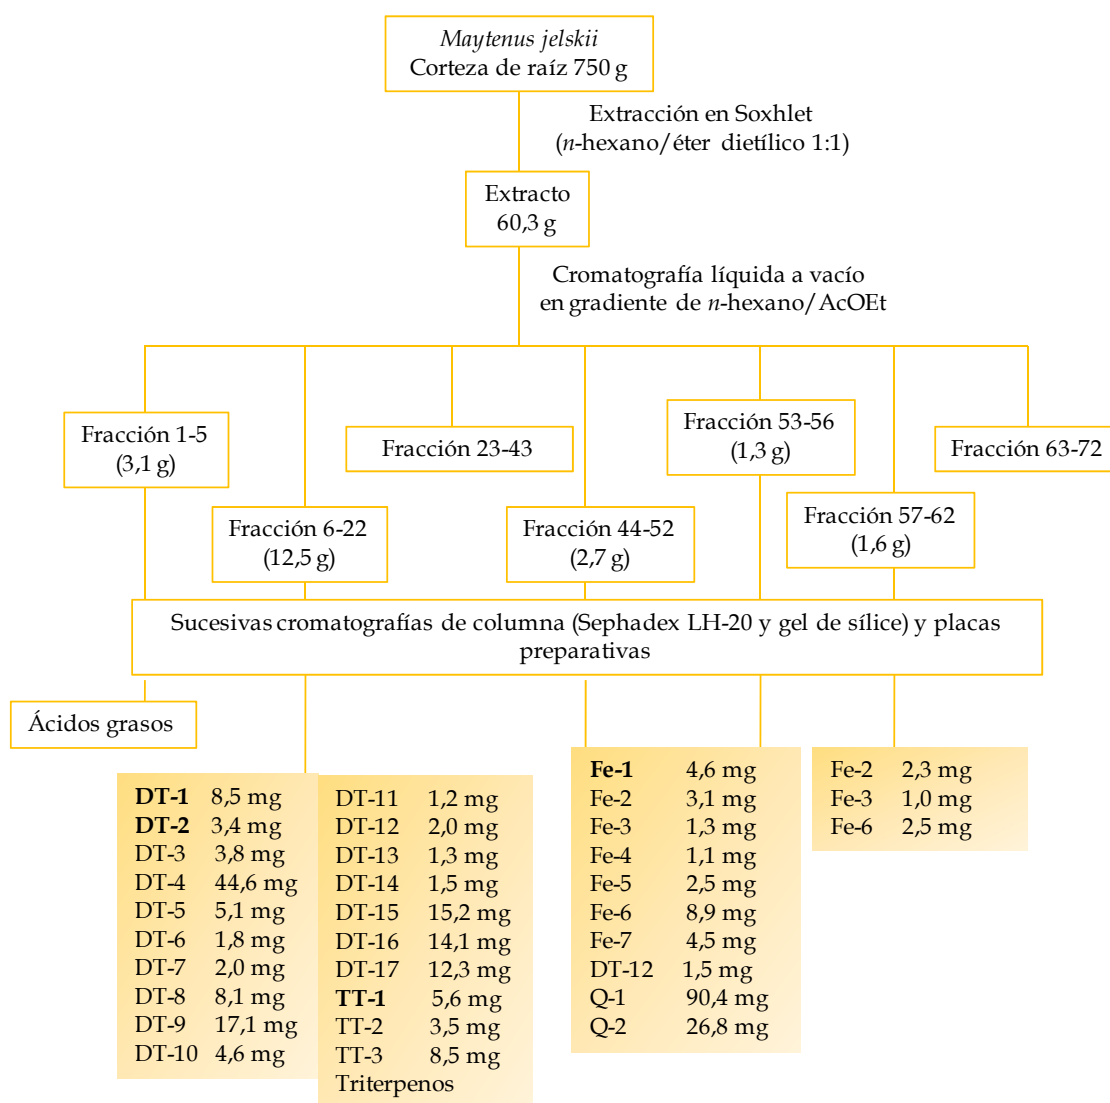 Maytenus jelskii
Corteza de raíz 750 g
Extracción en Soxhlet
(n-hexano/éter dietílico 1:1)
Extracto
60,3 g
Cromatografía líquida a vacío
en gradiente de n-hexano/AcOEt
Fracción 1-5
(3,1 g)
Fracción 23-43
Fracción 53-56
(1,3 g)
Fracción 63-72
Fracción 6-22
(12,5 g)
Fracción 44-52
(2,7 g)
Fracción 57-62
(1,6 g)
Sucesivas cromatografías de columna (Sephadex LH-20 y gel de sílice) y placas
preparativas
Ácidos grasos
DT-1 8,5 mg
DT-2 3,4 mg
DT-3 3,8 mg
DT-4 44,6 mg
DT-5 5,1 mg
DT-6 1,8 mg
DT-7 2,0 mg
DT-8 8,1 mg
DT-9 17,1 mg
DT-10 4,6 mg
DT-11 1,2 mg
DT-12 2,0 mg
DT-13 1,3 mg
DT-14 1,5 mg
DT-15 15,2 mg
DT-16 14,1 mg
DT-17 12,3 mg
TT-1 5,6 mg
TT-2 3,5 mg
TT-3 8,5 mg
Triterpenos
Fe-1 4,6 mg
Fe-2 3,1 mg
Fe-3 1,3 mg
Fe-4 1,1 mg
Fe-5 2,5 mg
Fe-6 8,9 mg
Fe-7 4,5 mg
DT-12 1,5 mg
Q-1 90,4 mg
Q-2 26,8 mg
Fe-2 2,3 mg
Fe-3 1,0 mg
Fe-6 2,5 mg